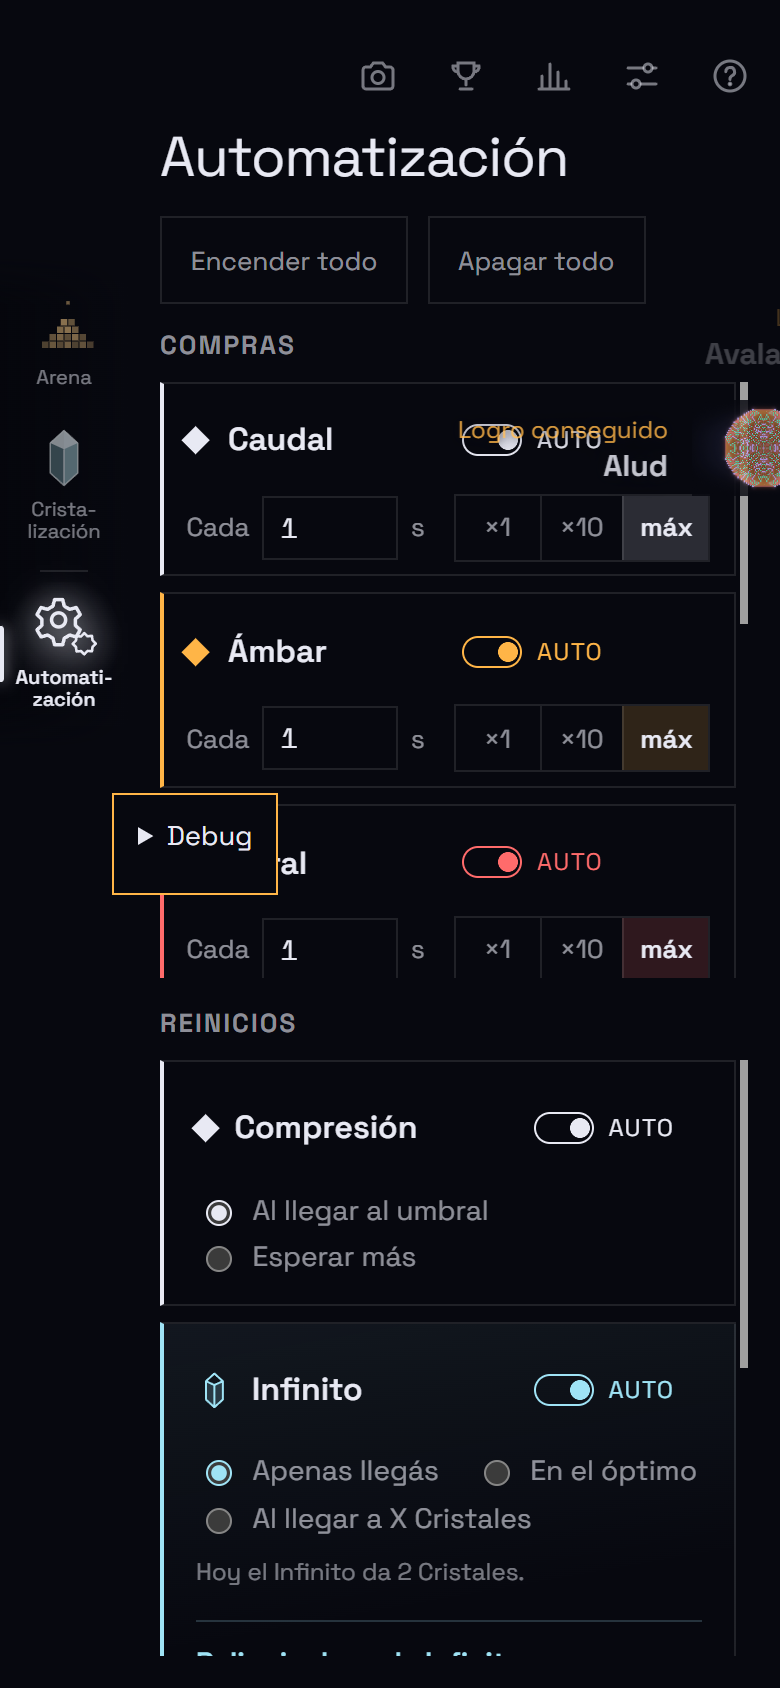 Automatización
Encender todo
Apagar todo
Arena
Crista-
lización
Automati-
zación
COMPRAS
Caudal
AUTO
Logro conseguido
Alud
Cada 1 s ×1 ×10 máx
Ámbar
AUTO
Cada 1 s ×1 ×10 máx
Debug
AUTO
Cada 1 s ×1 ×10 máx
REINICIOS
Compresión
AUTO
Al llegar al umbral
Esperar más
Infinito
AUTO
Apenas llegás
En el óptimo
Al llegar a X Cristales
Hoy el Infinito da 2 Cristales.